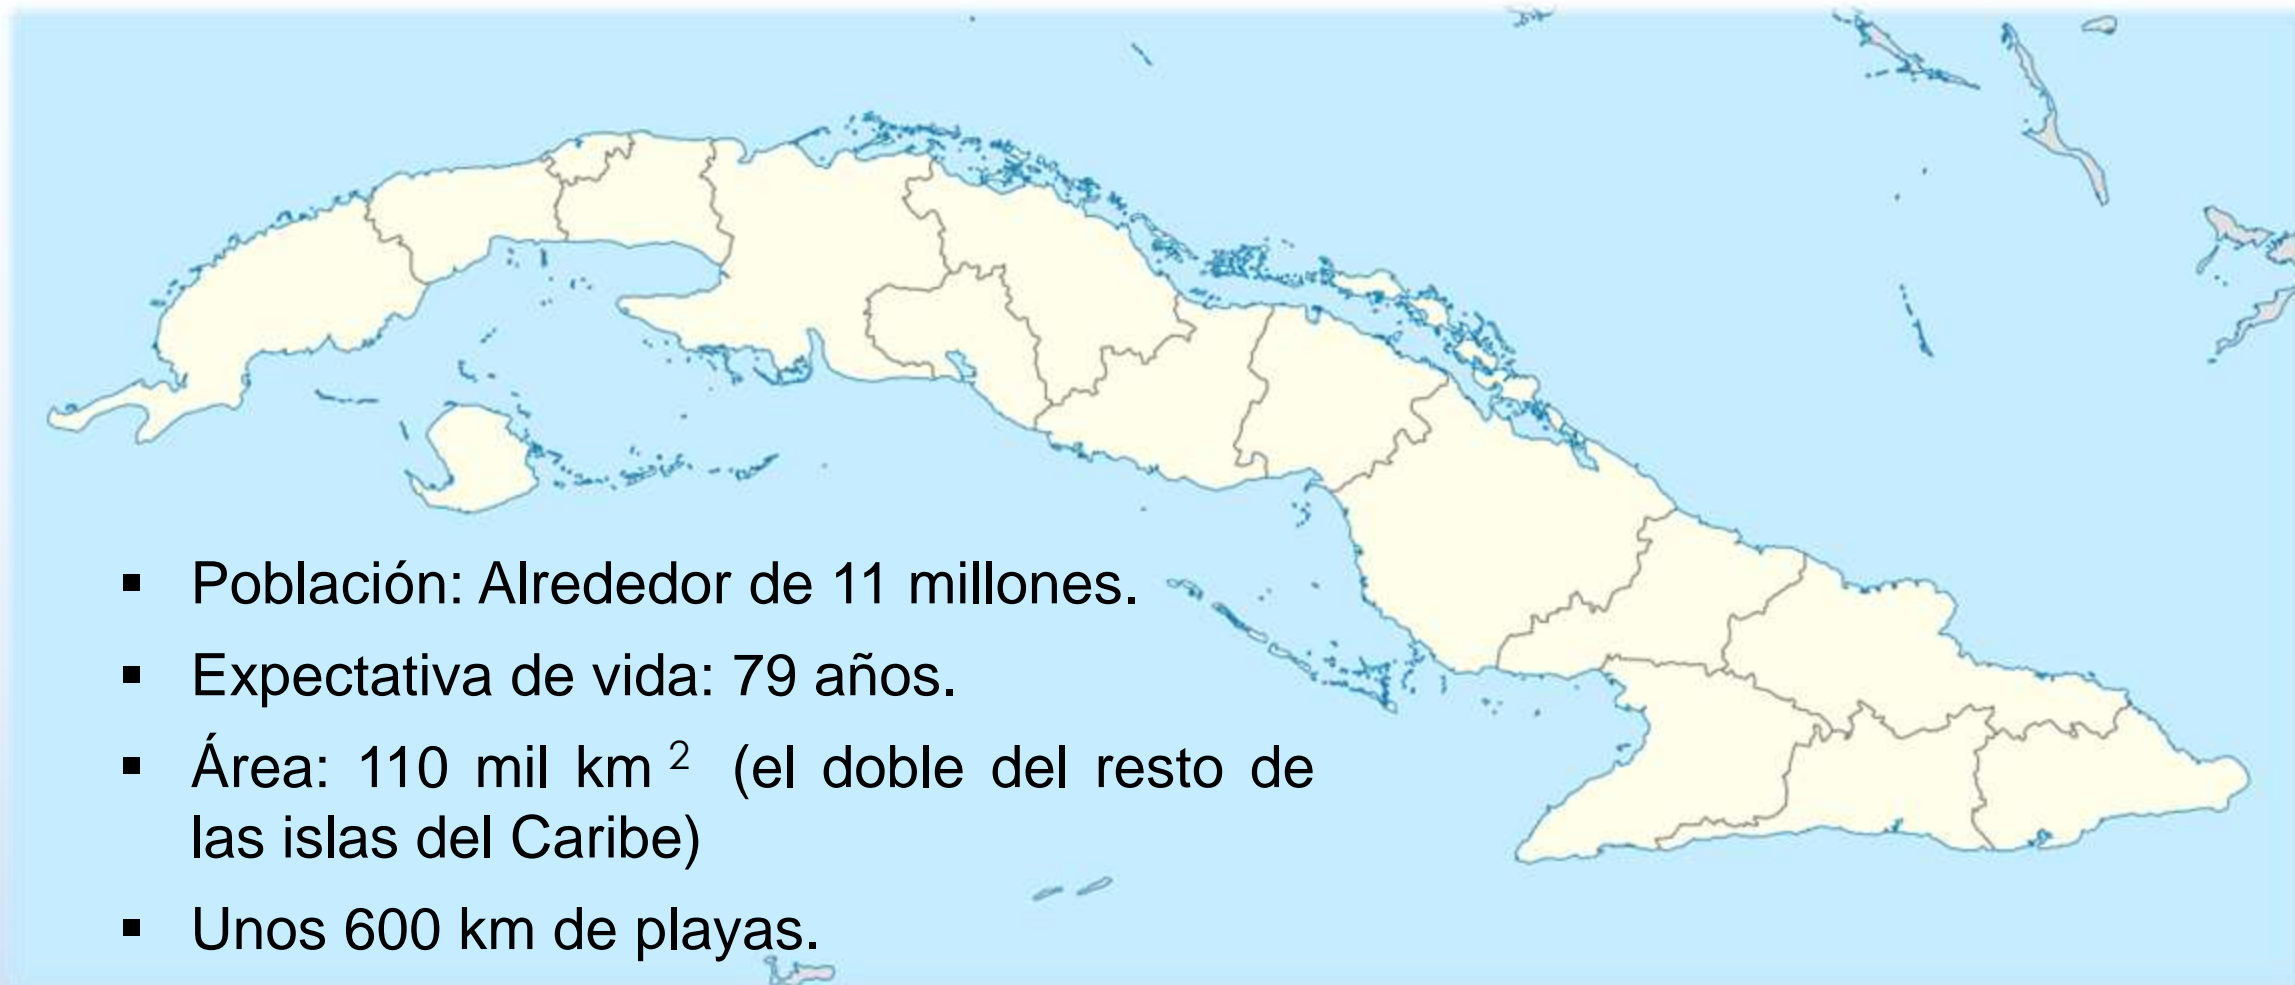 ▪ Población: Alrededor de 11 millones.
▪ Expectativa de vida: 79 años.
▪ Área: 110 mil km ² (el doble del resto de
las islas del Caribe)
▪ Unos 600 km de playas.